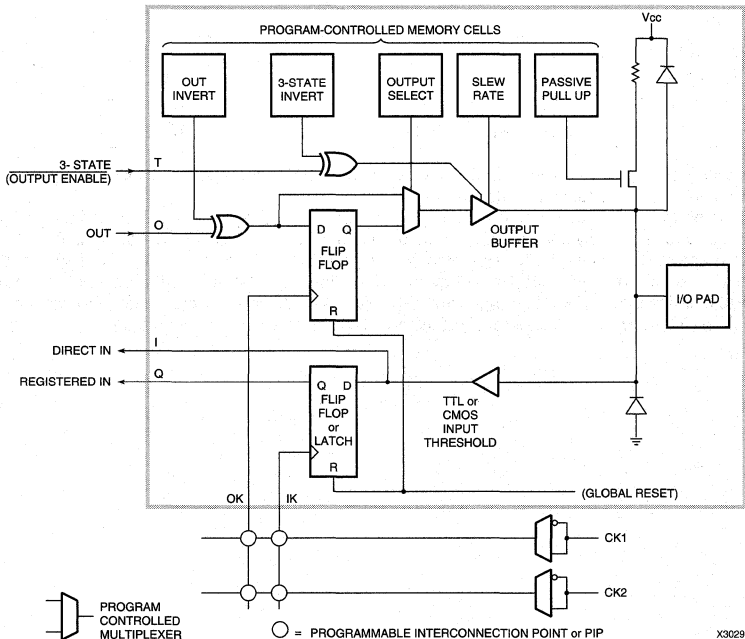 PROGRAM-CONTROLLED MEMORY CELLS
Vcc
OUT
INVERT
3-STATE
INVERT
OUTPUT
SELECT
SLEW
RATE
PASSIVE
PULL UP
3- STATE
(OUTPUT ENABLE)
T
OUT
O
D Q
FLIP
FLOP
R
OUTPUT
BUFFER
I/O PAD
DIRECT IN
I
REGISTERED IN
Q
Q D
FLIP
FLOP
or
LATCH
R
TTL or
CMOS
INPUT
THRESHOLD
OK
IK
(GLOBAL RESET)
CK1
CK2
PROGRAM
CONTROLLED
MULTIPLEXER
= PROGRAMMABLE INTERCONNECTION POINT or PIP
X3029